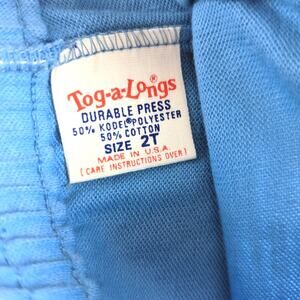 Tog-a-Longs®
DURABLE PRESS
50% KODEL® POLYESTER
50% COTTON
SIZE 2T
MADE IN U.S.A.
(CARE INSTRUCTIONS OVER)